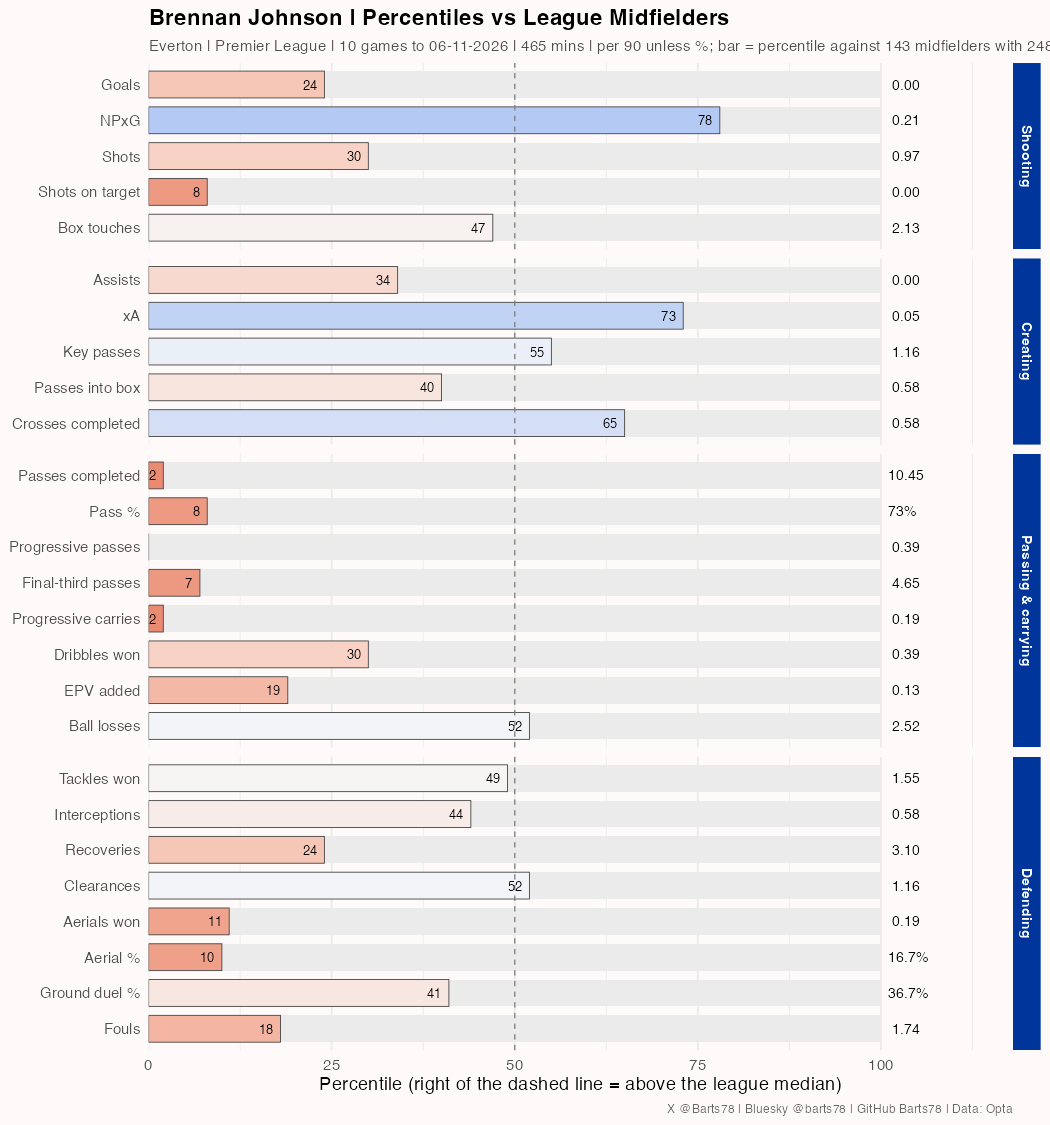 Brennan Johnson | Percentiles vs League Midfielders
Everton | Premier League | 10 games to 06-11-2026 | 465 mins | per 90 unless %; bar = percentile against 143 midfielders with 248
Goals 24 0.00
NPxG 78 0.21
Shots 30 0.97
Shots on target 8 0.00
Box touches 47 2.13
Shooting
Assists 34 0.00
xA 73 0.05
Key passes 55 1.16
Passes into box 40 0.58
Crosses completed 65 0.58
Creating
Passes completed 2 10.45
Pass % 8 73%
Progressive passes 0.39
Final-third passes 7 4.65
Progressive carries 2 0.19
Dribbles won 30 0.39
EPV added 19 0.13
Ball losses 52 2.52
Passing & carrying
Tackles won 49 1.55
Interceptions 44 0.58
Recoveries 24 3.10
Clearances 52 1.16
Aerials won 11 0.19
Aerial % 10 16.7%
Ground duel % 41 36.7%
Fouls 18 1.74
Defending
0 25 50 75 100
Percentile (right of the dashed line = above the league median)
X @Barts78 | Bluesky @barts78 | GitHub Barts78 | Data: Opta